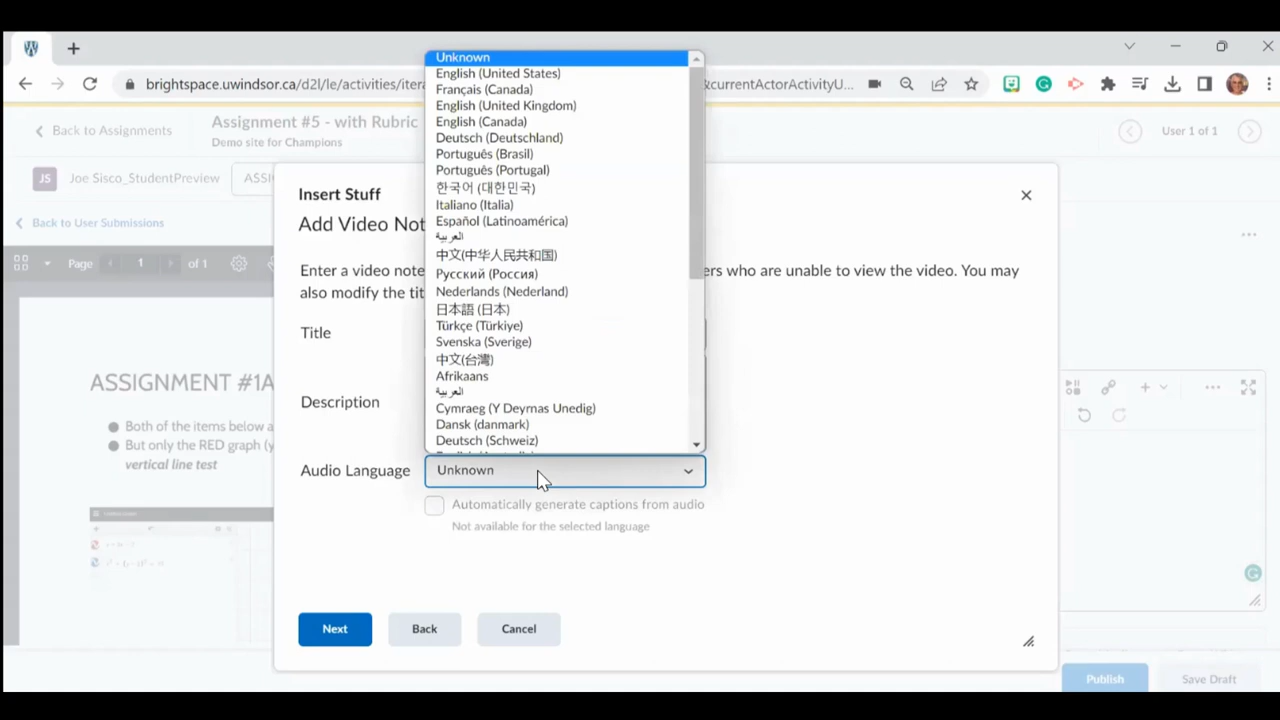 brightspace.uwindsor.ca/d2l/le/activities/itera
&currentActorActivityU...
Back to Assignments
Assignment #5 - with Rubric
Demo site for Champions
User 1 of 1
JS
Joe Sisco_StudentPreview
ASSI
Back to User Submissions
Page
1
of 1
Insert Stuff
Add Video Not
Enter a video note
ers who are unable to view the video. You may
also modify the tit
Title
Description
Audio Language
Unknown
English (United States)
Français (Canada)
English (United Kingdom)
English (Canada)
Deutsch (Deutschland)
Português (Brasil)
Português (Portugal)
한국어 (대한민국)
Italiano (Italia)
Español (Latinoamérica)
العربية
中文(中华人民共和国)
Русский (Россия)
Nederlands (Nederland)
日本語 (日本)
Türkçe (Türkiye)
Svenska (Sverige)
中文(台灣)
Afrikaans
العربية
Cymraeg (Y Deyrnas Unedig)
Dansk (danmark)
Deutsch (Schweiz)
Unknown
Automatically generate captions from audio
Not available for the selected language
Next
Back
Cancel
ASSIGNMENT #1A
Both of the items below a
But only the RED graph (y
vertical line test
Publish
Save Draft